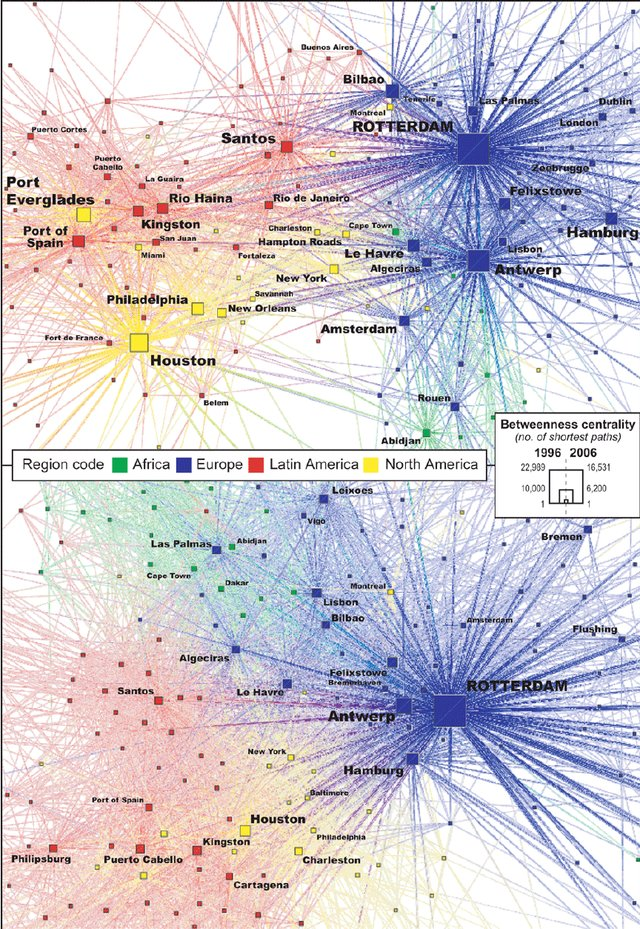 Buenos Aires
Bilbao
Tenerife
Las Palmas
Montreal
Dublin
ROTTERDAM
London
Puerto Cortes
Santos
Zeebrugge
Puerto
Cabello
La Guaira
Port
Everglades
Rio Haina
Rio de Janeiro
Felixstowe
Kingston
Charleston
Cape Town
Hamburg
Port of
Spain
San Juan
Hampton Roads
Miami
Fortaleza
Le Havre
Lisbon
Algeciras
Antwerp
New York
Savannah
Philadelphia
New Orleans
Amsterdam
Fort de France
Houston
Belem
Rouen
Abidjan
Betweenness centrality
(no. of shortest paths)
1996 2006
22,989 16,531
10,000 6,200
1 1
Region code Africa Europe Latin America North America
Leixoes
Vigo
Bremen
Las Palmas
Abidjan
Cape Town
Dakar
Montreal
Lisbon
Bilbao
Amsterdam
Flushing
Algeciras
Felixstowe
Bremerhaven
ROTTERDAM
Santos
Le Havre
Antwerp
New York
Hamburg
Baltimore
Port of Spain
Houston
Philadelphia
Kingston
Philipsburg
Puerto Cabello
Charleston
Cartagena